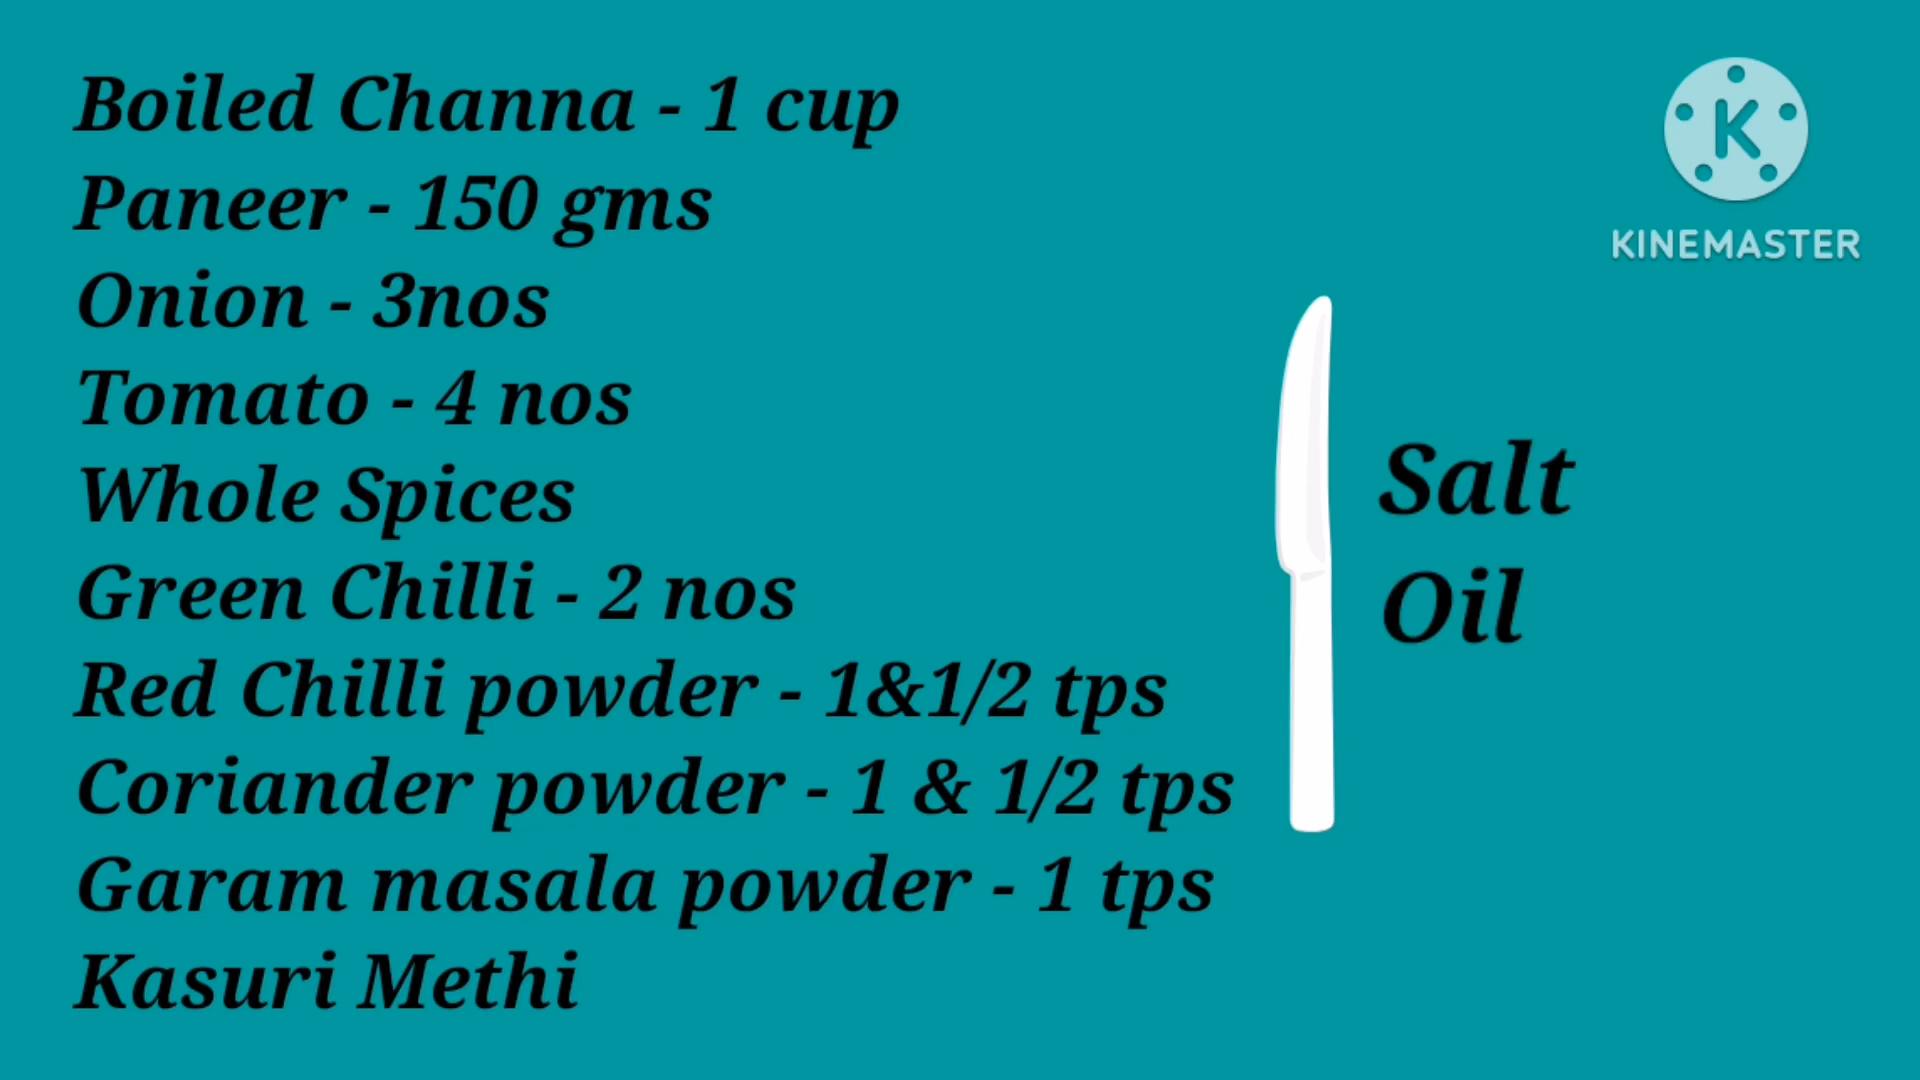 Boiled Channa - 1 cup
Paneer - 150 gms
Onion - 3nos
Tomato - 4 nos
Whole Spices
Green Chilli - 2 nos
Red Chilli powder - 1&1/2 tps
Coriander powder - 1 & 1/2 tps
Garam masala powder - 1 tps
Kasuri Methi
Salt
Oil
K
KINEMASTER